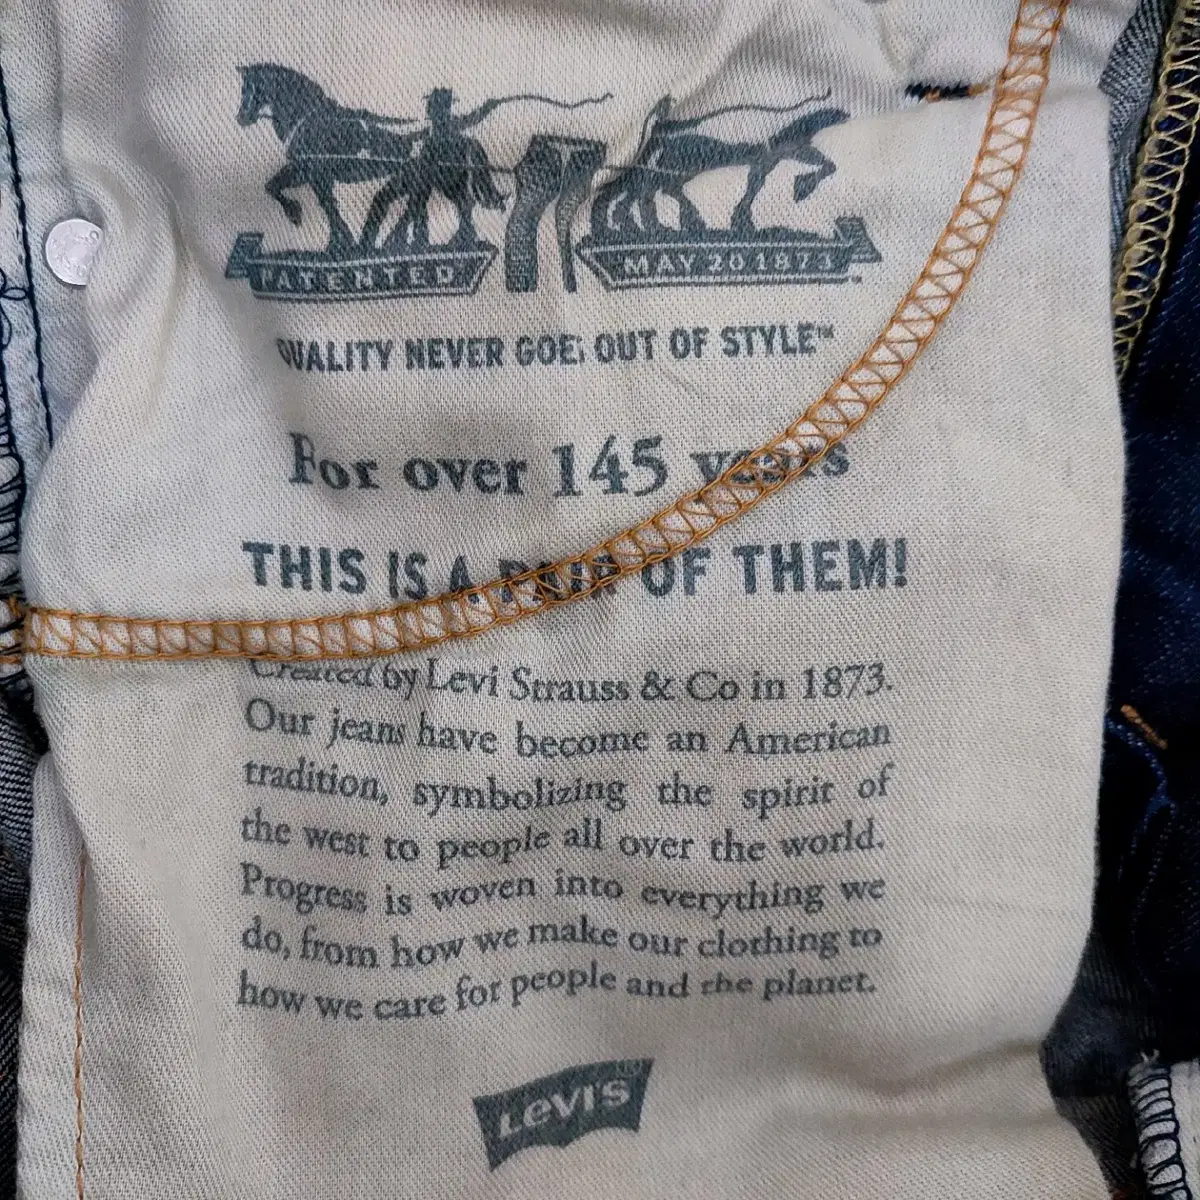 PATENTED MAY 20 1873
QUALITY NEVER GOES OUT OF STYLE™
For over 145 years
THIS IS A PAIR OF THEM!
Created by Levi Strauss & Co in 1873.
Our jeans have become an American
tradition, symbolizing the spirit of
the west to people all over the world.
Progress is woven into everything we
do, from how we make our clothing to
how we care for people and the planet.
LEVI'S®